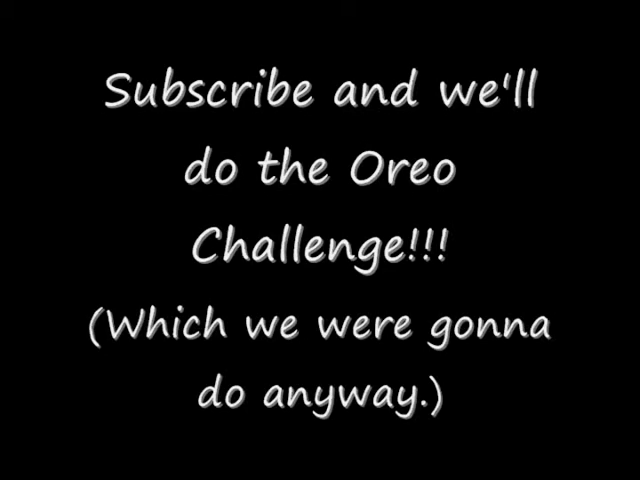 Subscribe and we'll
do the Oreo
Challenge!!!
(Which we were gonna
do anyway.)